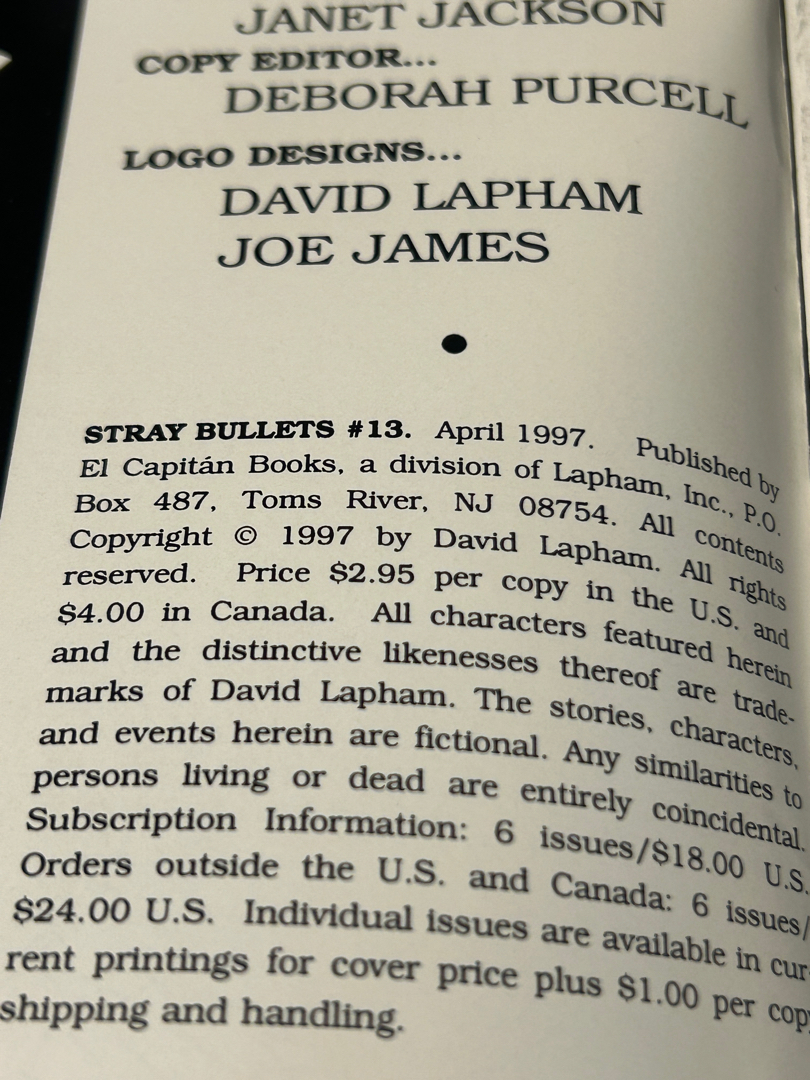 JANET JACKSON
COPY EDITOR...
DEBORAH PURCELL
LOGO DESIGNS...
DAVID LAPHAM
JOE JAMES
STRAY BULLETS #13. April 1997. Published by
El Capitán Books, a division of Lapham, Inc., P.O.
Box 487, Toms River, NJ 08754. All contents
Copyright © 1997 by David Lapham. All rights
reserved. Price $2.95 per copy in the U.S. and
$4.00 in Canada. All characters featured herein
and the distinctive likenesses thereof are trade-
marks of David Lapham. The stories, characters,
and events herein are fictional. Any similarities to
persons living or dead are entirely coincidental.
Subscription Information: 6 issues/$18.00 U.S.
Orders outside the U.S. and Canada: 6 issues/
$24.00 U.S. Individual issues are available in cur-
rent printings for cover price plus $1.00 per copy
shipping and handling.